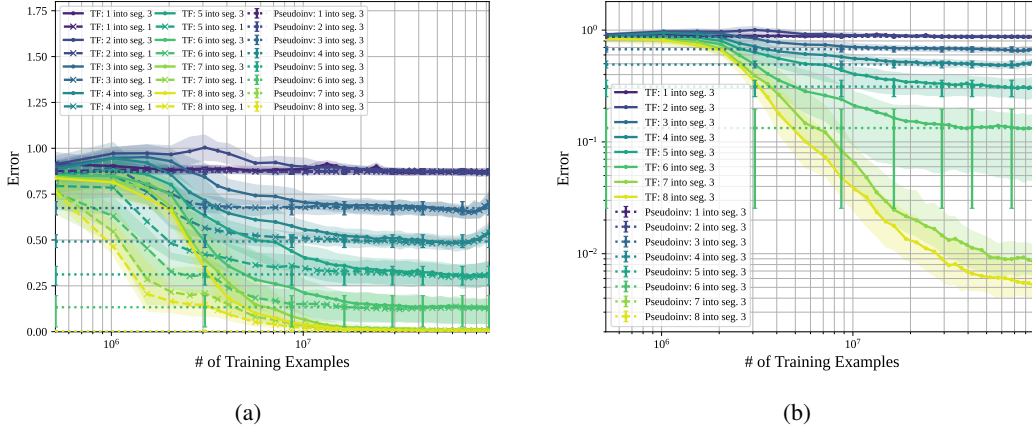 1.75
1.50
1.25
1.00
0.75
0.50
0.25
0.00
Error
TF: 1 into seg. 3
TF: 1 into seg. 1
TF: 2 into seg. 3
TF: 2 into seg. 1
TF: 3 into seg. 3
TF: 3 into seg. 1
TF: 4 into seg. 3
TF: 4 into seg. 1
TF: 5 into seg. 3
TF: 5 into seg. 1
TF: 6 into seg. 3
TF: 6 into seg. 1
TF: 7 into seg. 3
TF: 7 into seg. 1
TF: 8 into seg. 3
TF: 8 into seg. 1
Pseudoinv: 1 into seg. 3
Pseudoinv: 2 into seg. 3
Pseudoinv: 3 into seg. 3
Pseudoinv: 4 into seg. 3
Pseudoinv: 5 into seg. 3
Pseudoinv: 6 into seg. 3
Pseudoinv: 7 into seg. 3
Pseudoinv: 8 into seg. 3
10⁶
10⁷
# of Training Examples
(a)
10⁰
10⁻¹
10⁻²
Error
TF: 1 into seg. 3
TF: 2 into seg. 3
TF: 3 into seg. 3
TF: 4 into seg. 3
TF: 5 into seg. 3
TF: 6 into seg. 3
TF: 7 into seg. 3
TF: 8 into seg. 3
Pseudoinv: 1 into seg. 3
Pseudoinv: 2 into seg. 3
Pseudoinv: 3 into seg. 3
Pseudoinv: 4 into seg. 3
Pseudoinv: 5 into seg. 3
Pseudoinv: 6 into seg. 3
Pseudoinv: 7 into seg. 3
Pseudoinv: 8 into seg. 3
10⁶
10⁷
# of Training Examples
(b)